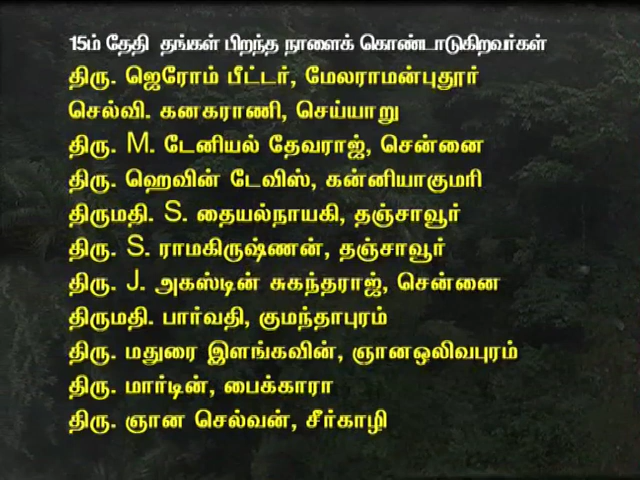 15ம் தேதி தங்கள் பிறந்த நாளைக் கொண்டாடுகிறவர்கள்
திரு. ஜெரோம் பீட்டர், மேலராமன்புதூர்
செல்வி. கனகராணி, செய்யாறு
திரு. M. டேனியல் தேவராஜ், சென்னை
திரு. ஹெவின் டேவிஸ், கன்னியாகுமரி
திருமதி. S. தையல்நாயகி, தஞ்சாவூர்
திரு. S. ராமகிருஷ்ணன், தஞ்சாவூர்
திரு. J. அகஸ்டின் சுகந்தராஜ், சென்னை
திருமதி. பார்வதி, குமந்தாபுரம்
திரு. மதுரை இளங்கவின், ஞானஒலிவபுரம்
திரு. மார்டின், பைக்காரா
திரு. ஞான செல்வன், சீர்காழி